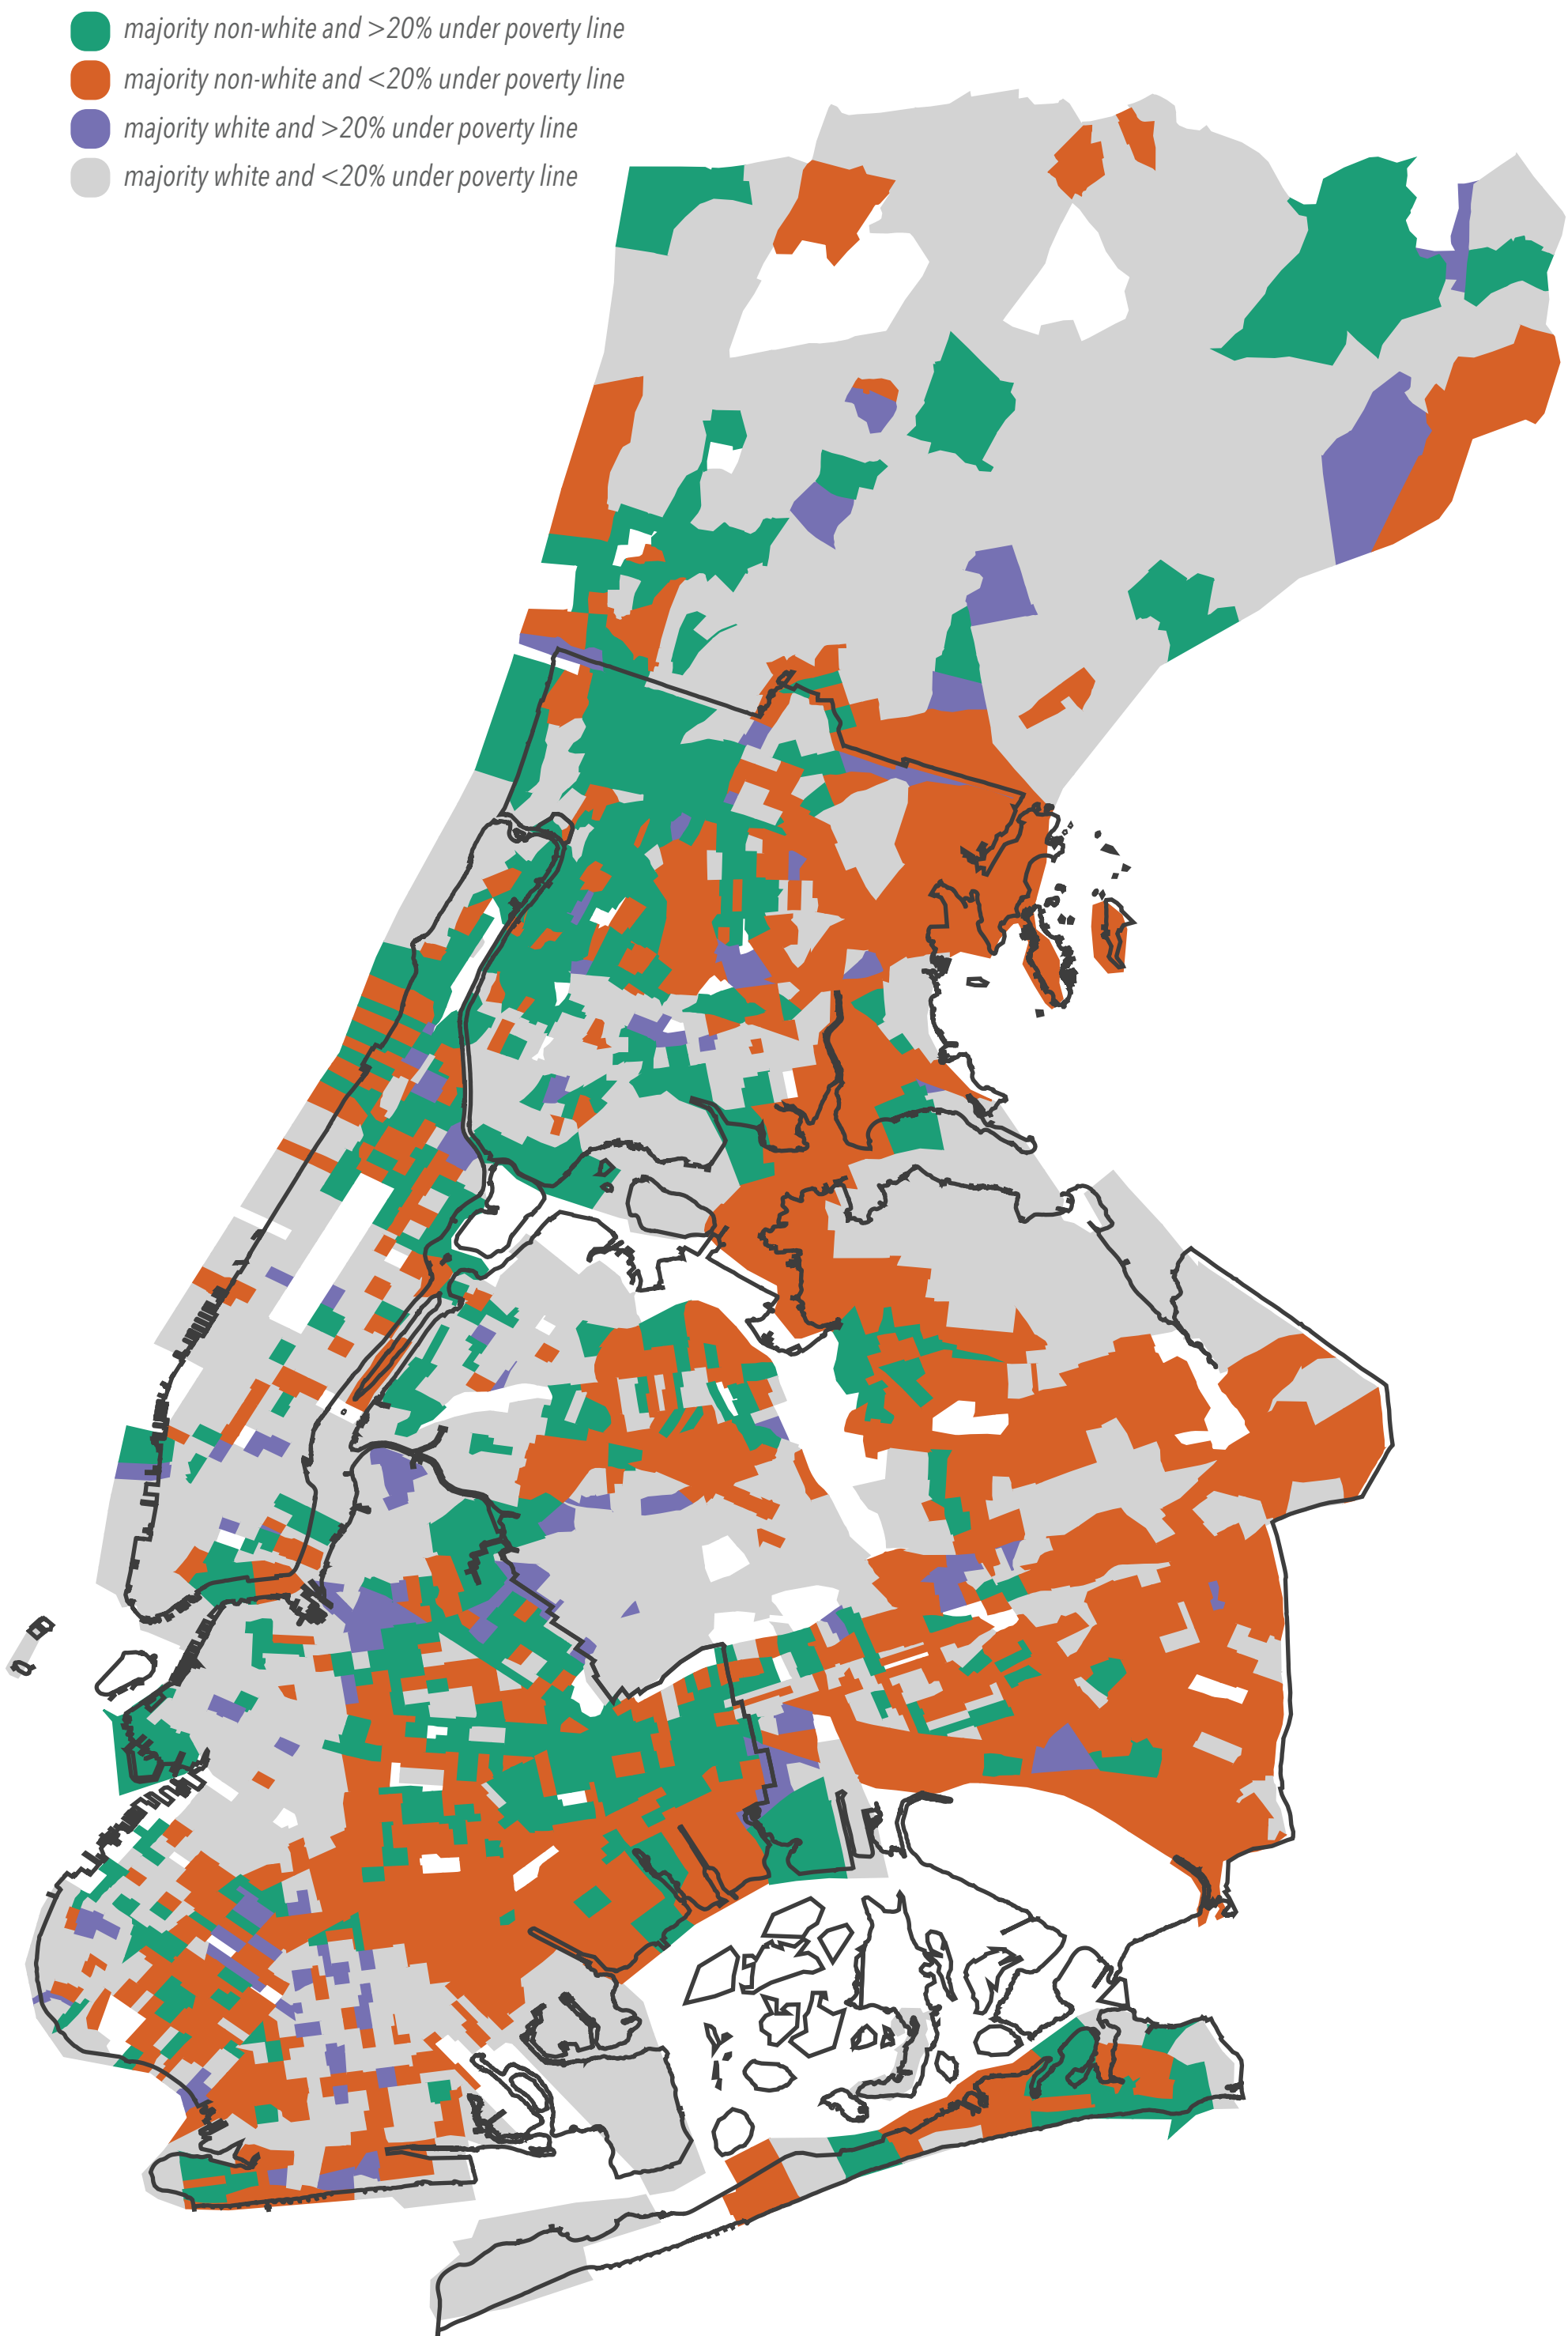 majority non-white and >20% under poverty line
majority non-white and <20% under poverty line
majority white and >20% under poverty line
majority white and <20% under poverty line